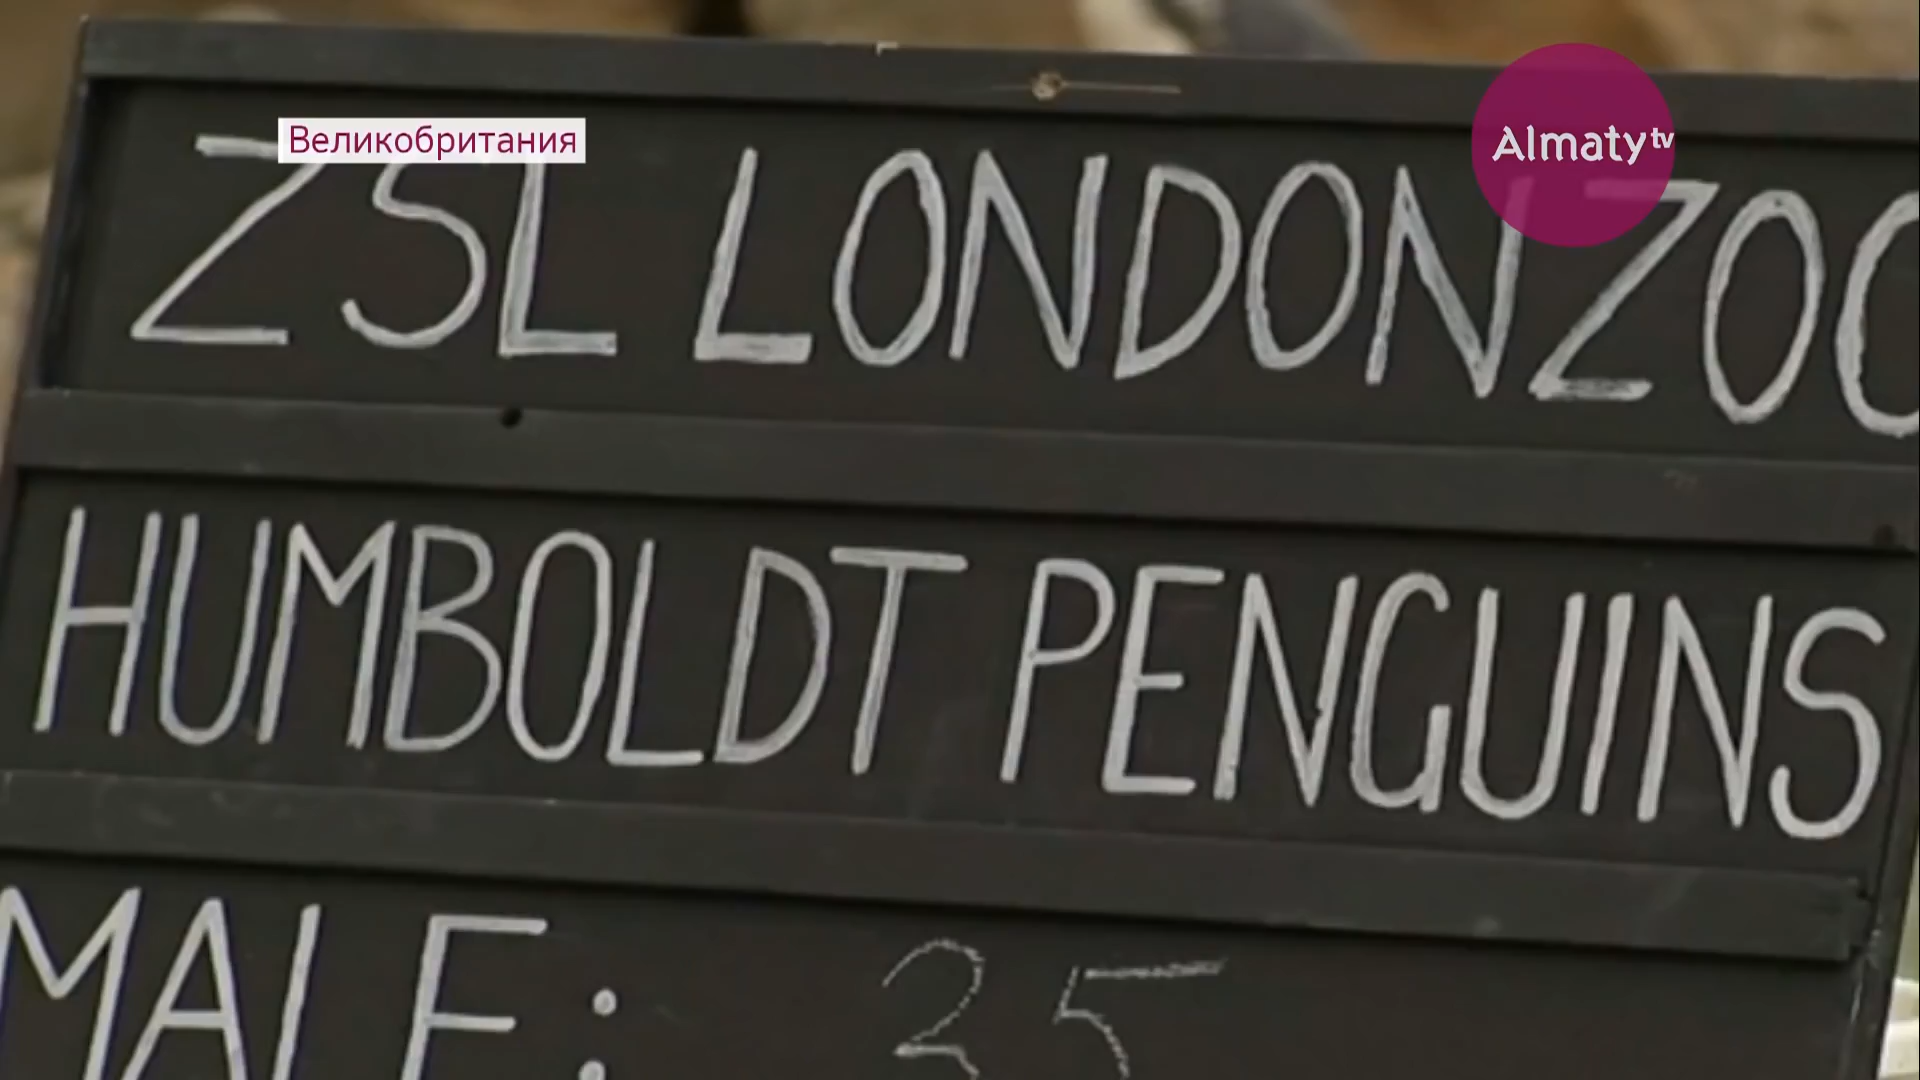 Великобритания
Almaty tv
ZSL LONDON ZOO
HUMBOLDT PENGUINS
MALE: 35